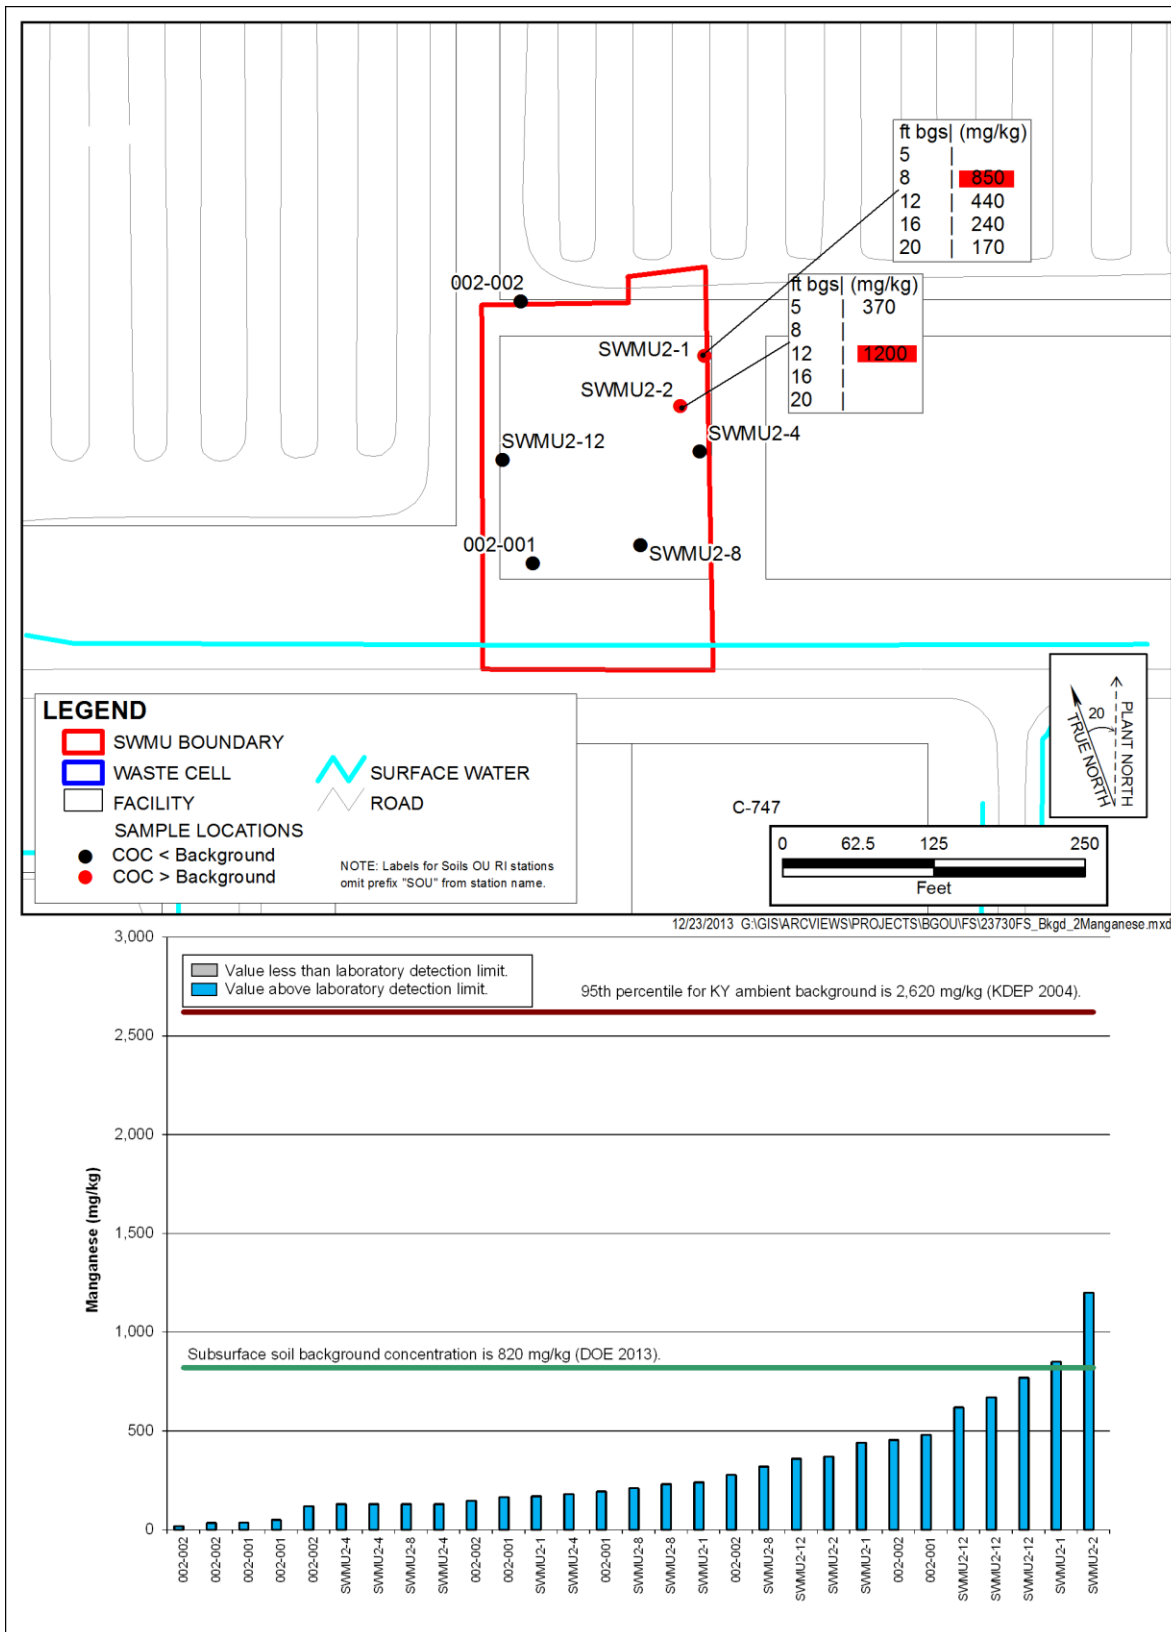 ft bgs| (mg/kg)
5 |
8 | 850
12 | 440
16 | 240
20 | 170
ft bgs| (mg/kg)
5 | 370
8 |
12 | 1200
16 |
20 |
002-002
SWMU2-1
SWMU2-2
SWMU2-4
SWMU2-12
002-001
SWMU2-8
LEGEND
SWMU BOUNDARY
WASTE CELL
SURFACE WATER
FACILITY
ROAD
SAMPLE LOCATIONS
COC < Background
COC > Background
NOTE: Labels for Soils OU RI stations
omit prefix "SOU" from station name.
C-747
20
TRUE NORTH
PLANT NORTH
0 62.5 125 250
Feet
12/23/2013 G:\GIS\ARCVIEWS\PROJECTS\BGOU\FS\23730FS_Bkgd_2Manganese.mxd
Value less than laboratory detection limit.
Value above laboratory detection limit.
95th percentile for KY ambient background is 2,620 mg/kg (KDEP 2004).
Subsurface soil background concentration is 820 mg/kg (DOE 2013).
Manganese (mg/kg)
3,000
2,500
2,000
1,500
1,000
500
0
002-002
002-002
002-001
002-001
002-002
SWMU2-4
SWMU2-4
SWMU2-8
SWMU2-4
002-002
002-001
SWMU2-1
SWMU2-4
002-001
SWMU2-8
SWMU2-8
SWMU2-1
002-002
SWMU2-8
SWMU2-12
SWMU2-2
SWMU2-1
002-002
002-001
SWMU2-12
SWMU2-12
SWMU2-12
SWMU2-1
SWMU2-2